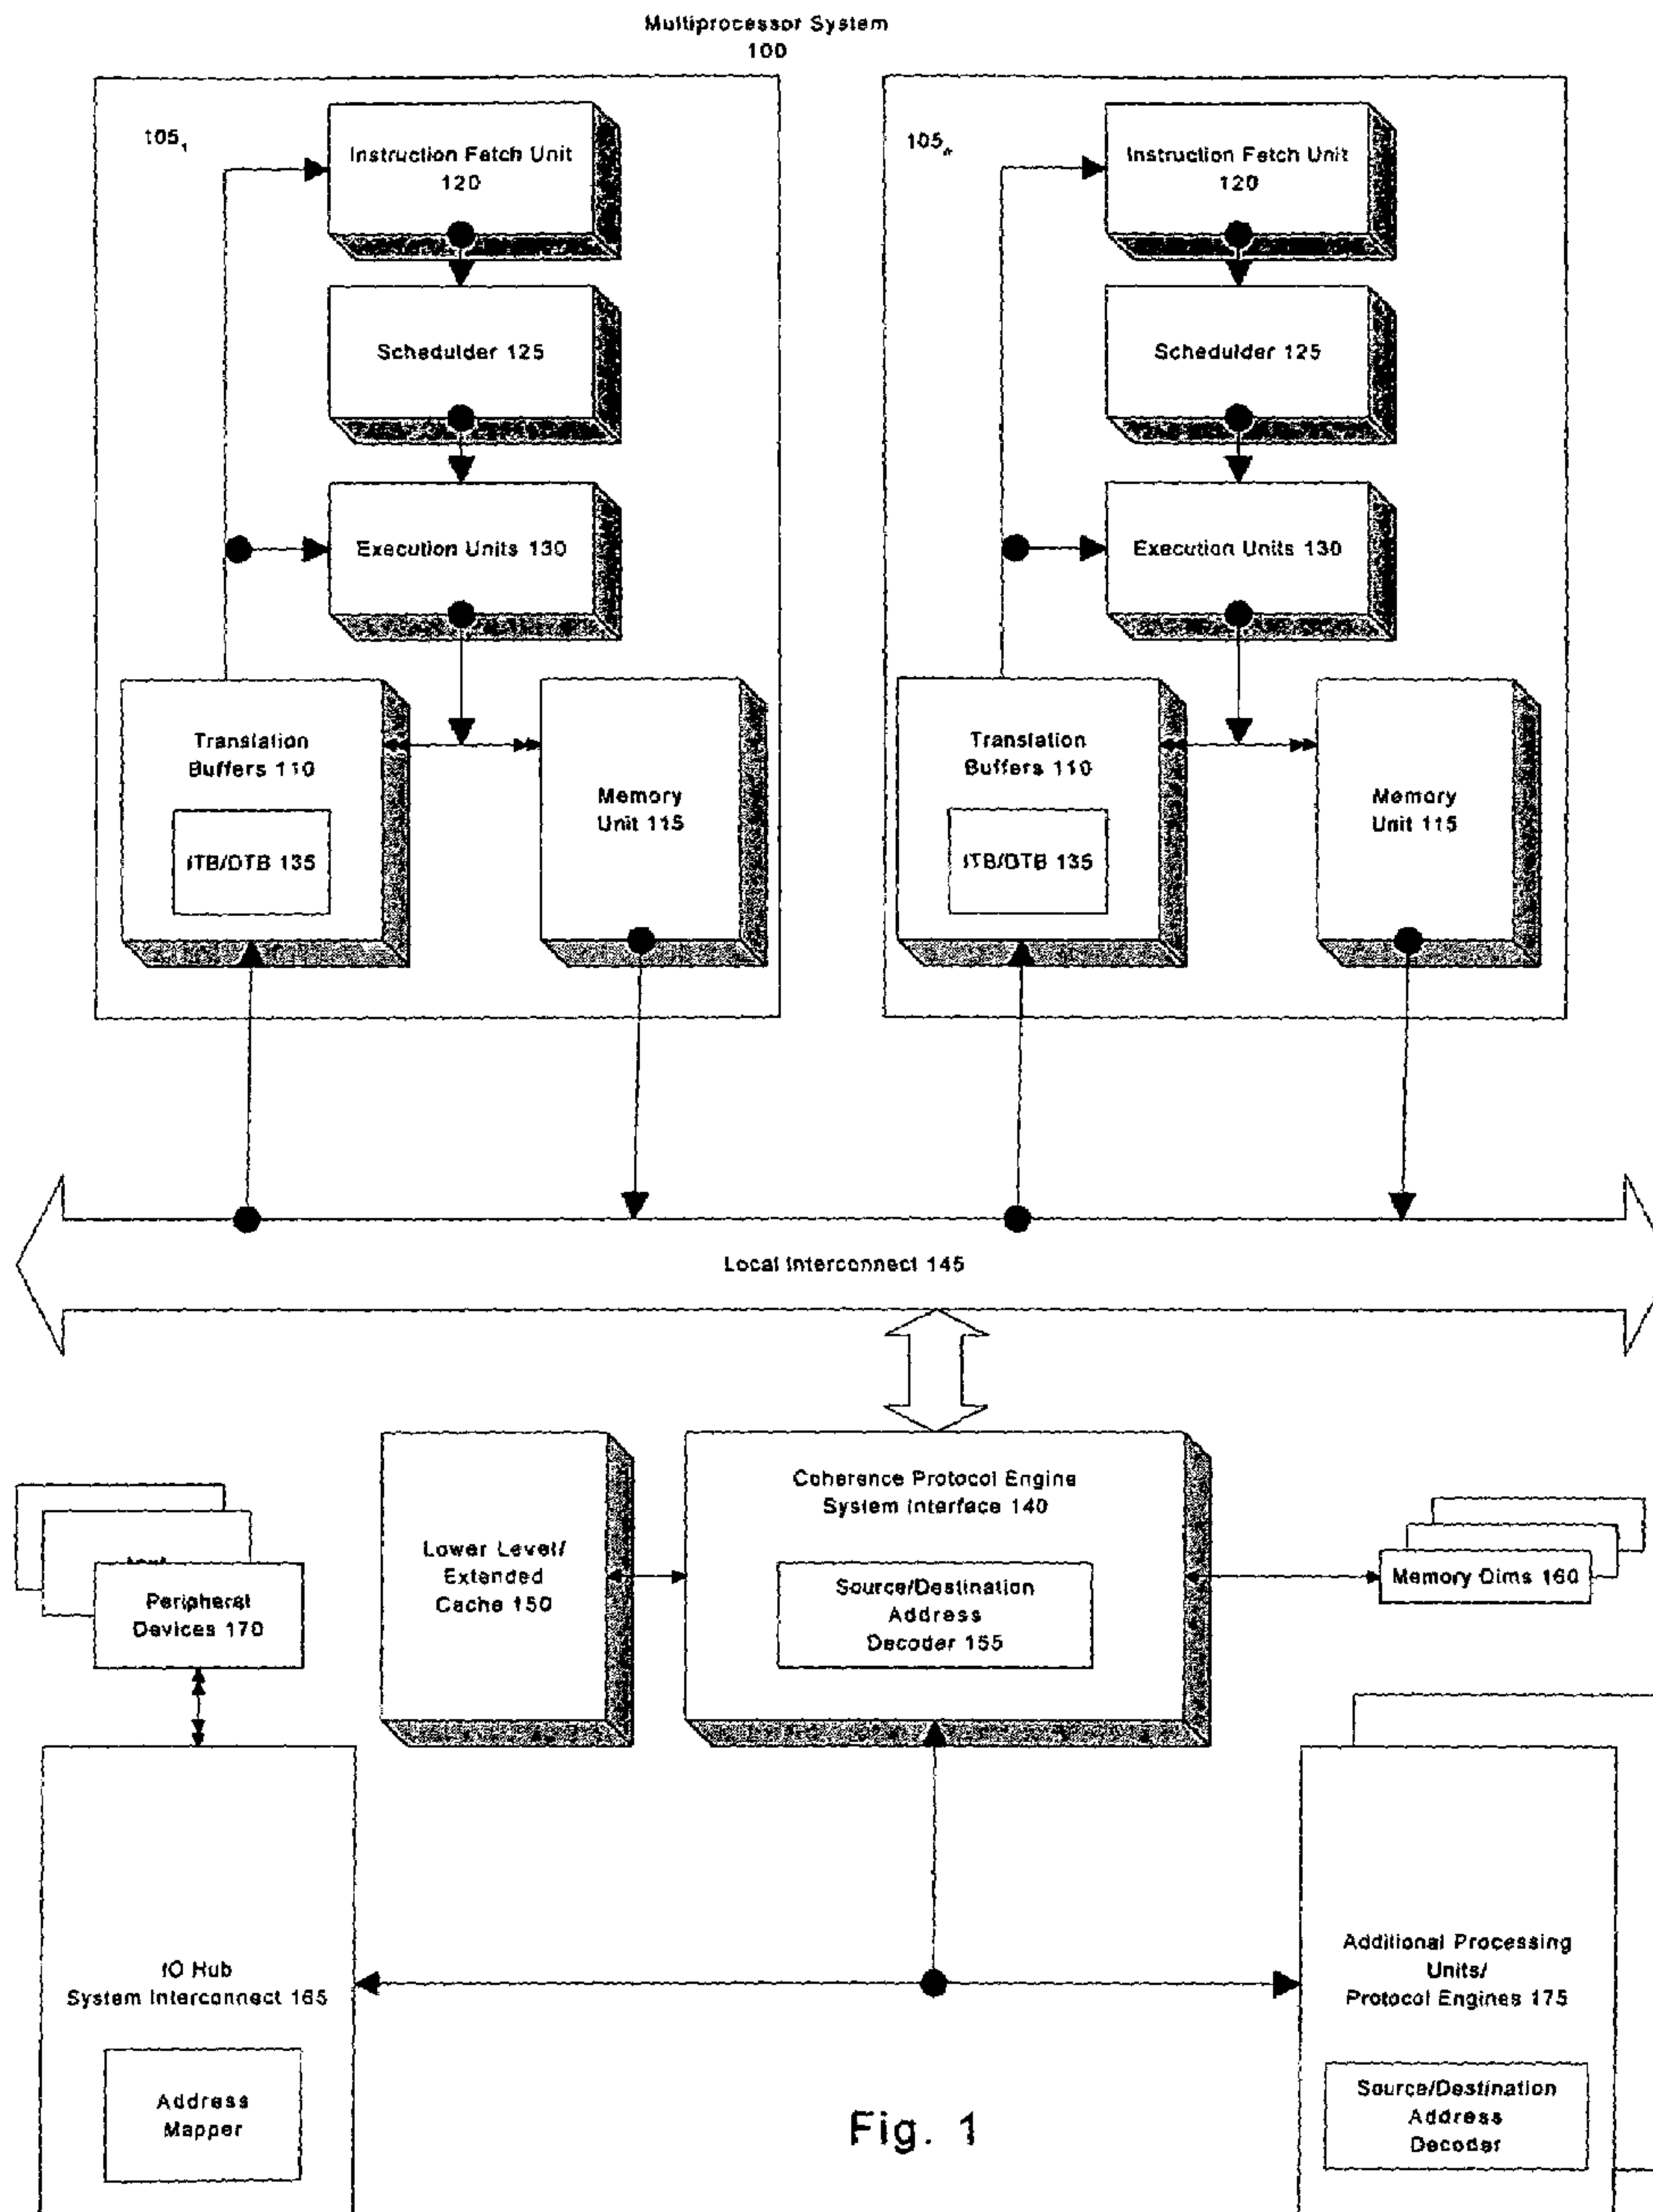 Multiprocessor System
100
105₁
Instruction Fetch Unit
120
Schedulder 125
Execution Units 130
Translation
Buffers 110
ITB/DTB 135
Memory
Unit 115
105ₙ
Instruction Fetch Unit
120
Schedulder 125
Execution Units 130
Translation
Buffers 110
ITB/DTB 135
Memory
Unit 115
Local Interconnect 145
Lower Level/
Extended
Cache 150
Coherence Protocol Engine
System Interface 140
Source/Destination
Address
Decoder 155
Memory Dims 160
Peripheral
Devices 170
IO Hub
System Interconnect 165
Address
Mapper
Additional Processing
Units/
Protocol Engines 175
Source/Destination
Address
Decoder
Fig. 1